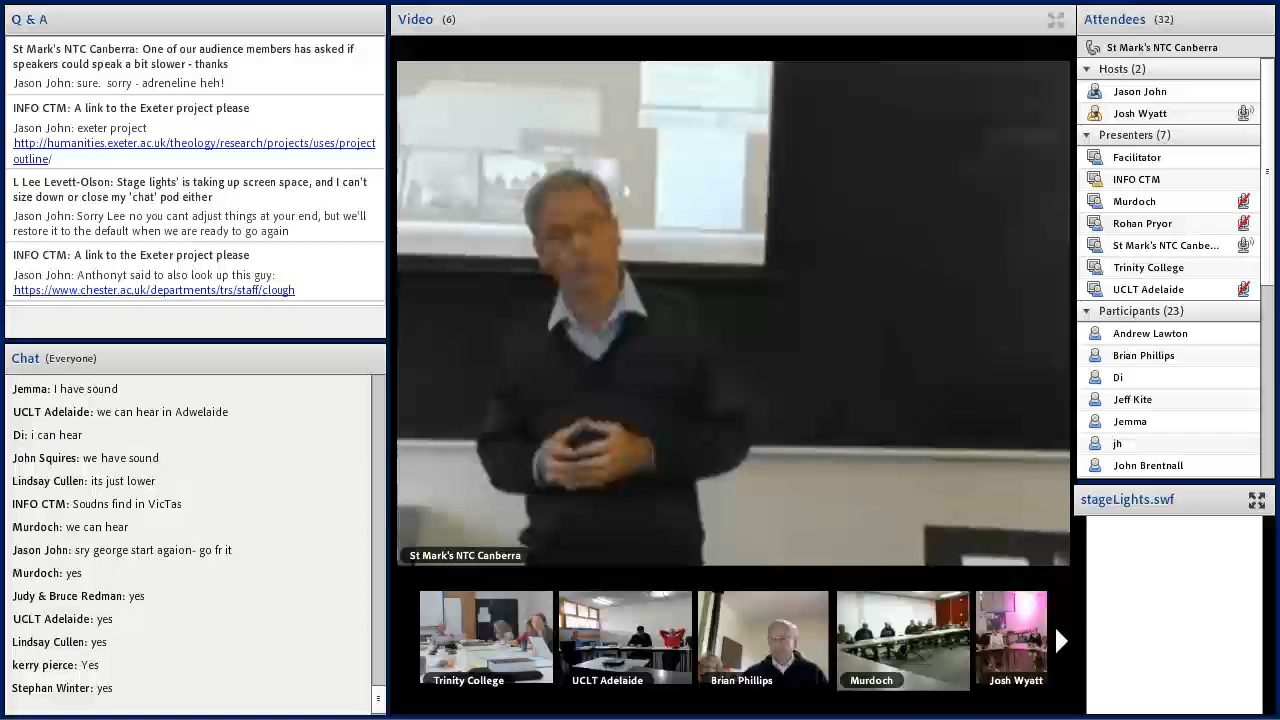 Q & A
St Mark's NTC Canberra: One of our audience members has asked if
speakers could speak a bit slower - thanks
Jason John: sure. sorry - adreneline heh!
INFO CTM: A link to the Exeter project please
Jason John: exeter project
http://humanities.exeter.ac.uk/theology/research/projects/uses/project
outline/
L Lee Levett-Olson: Stage lights' is taking up screen space, and I can't
size down or close my 'chat' pod either
Jason John: Sorry Lee no you cant adjust things at your end, but we'll
restore it to the default when we are ready to go again
INFO CTM: A link to the Exeter project please
Jason John: Anthonyt said to also look up this guy:
https://www.chester.ac.uk/departments/trs/staff/clough
Chat (Everyone)
Jemma: I have sound
UCLT Adelaide: we can hear in Adwelaide
Di: i can hear
John Squires: we have sound
Lindsay Cullen: its just lower
INFO CTM: Soudns find in VicTas
Murdoch: we can hear
Jason John: sry george start agaion- go fr it
Murdoch: yes
Judy & Bruce Redman: yes
UCLT Adelaide: yes
Lindsay Cullen: yes
kerry pierce: Yes
Stephan Winter: yes
Video (6)
St Mark's NTC Canberra
Trinity College
UCLT Adelaide
Brian Phillips
Murdoch
Josh Wyatt
Attendees (32)
St Mark's NTC Canberra
Hosts (2)
Jason John
Josh Wyatt
Presenters (7)
Facilitator
INFO CTM
Murdoch
Rohan Pryor
St Mark's NTC Canbe...
Trinity College
UCLT Adelaide
Participants (23)
Andrew Lawton
Brian Phillips
Di
Jeff Kite
Jemma
jh
John Brentnall
stageLights.swf